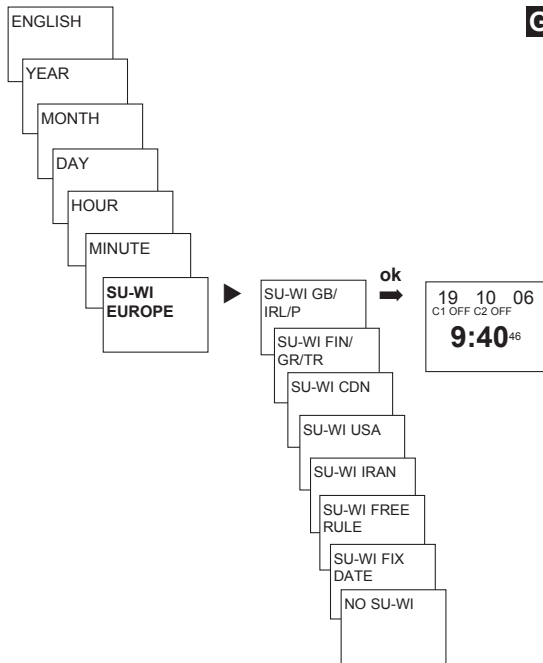 ENGLISH
G
YEAR
MONTH
DAY
HOUR
MINUTE
SU-WI
EUROPE
SU-WI GB/
IRL/P
SU-WI FIN/
GR/TR
SU-WI CDN
SU-WI USA
SU-WI IRAN
SU-WI FREE
RULE
SU-WI FIX
DATE
NO SU-WI
ok
19 10 06
C1 OFF C2 OFF
9:40 46